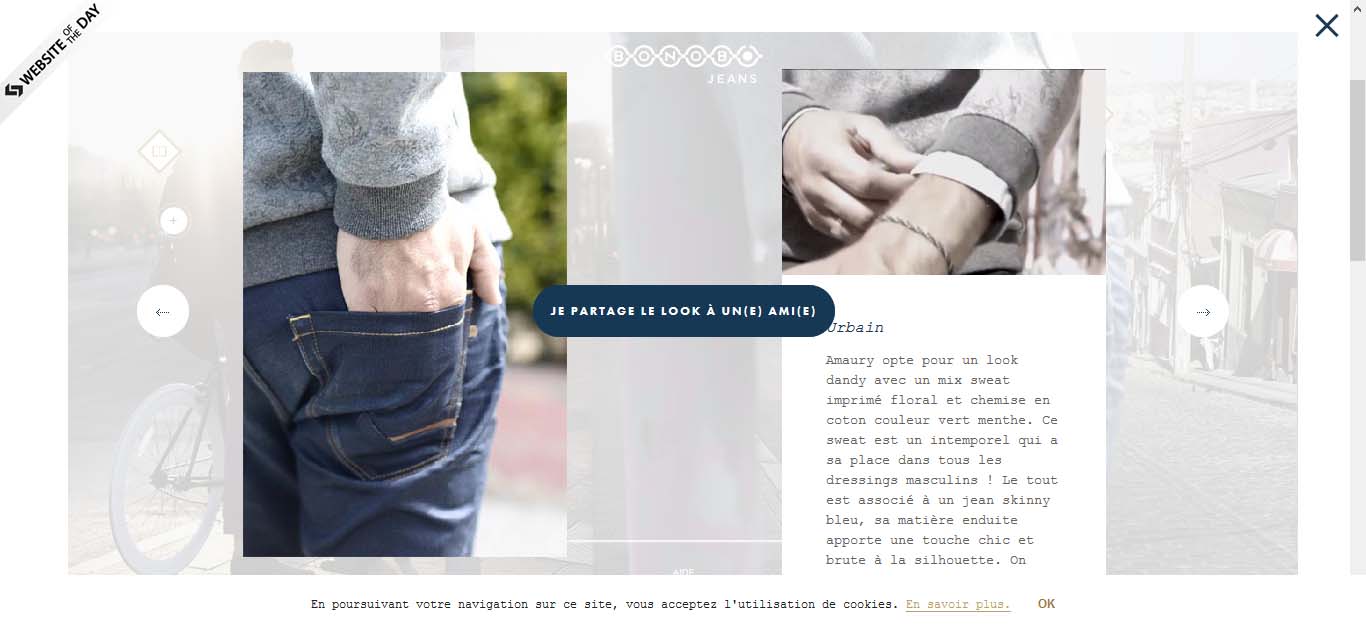 WEBSITE OF THE DAY
BONOBO
JEANS
JE PARTAGE LE LOOK À UN(E) AMI(E)
Urbain
Amaury opte pour un look
dandy avec un mix sweat
imprimé floral et chemise en
coton couleur vert menthe. Ce
sweat est un intemporel qui a
sa place dans tous les
dressings masculins ! Le tout
est associé à un jean skinny
bleu, sa matière enduite
apporte une touche chic et
brute à la silhouette. On
AIDE
En poursuivant votre navigation sur ce site, vous acceptez l'utilisation de cookies. En savoir plus. OK